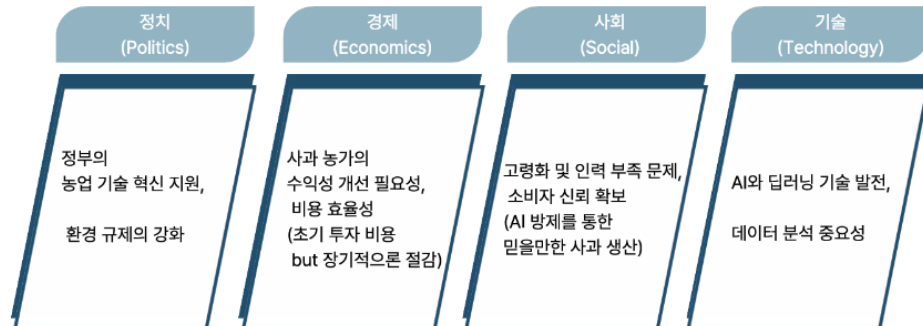 정치
(Politics)
경제
(Economics)
사회
(Social)
기술
(Technology)
정부의
농업 기술 혁신 지원,
환경 규제의 강화
사과 농가의
수익성 개선 필요성,
비용 효율성
(초기 투자 비용
but 장기적으론 절감)
고령화 및 인력 부족 문제,
소비자 신뢰 확보
(AI 방제를 통한
믿을만한 사과 생산)
AI와 딥러닝 기술 발전,
데이터 분석 중요성